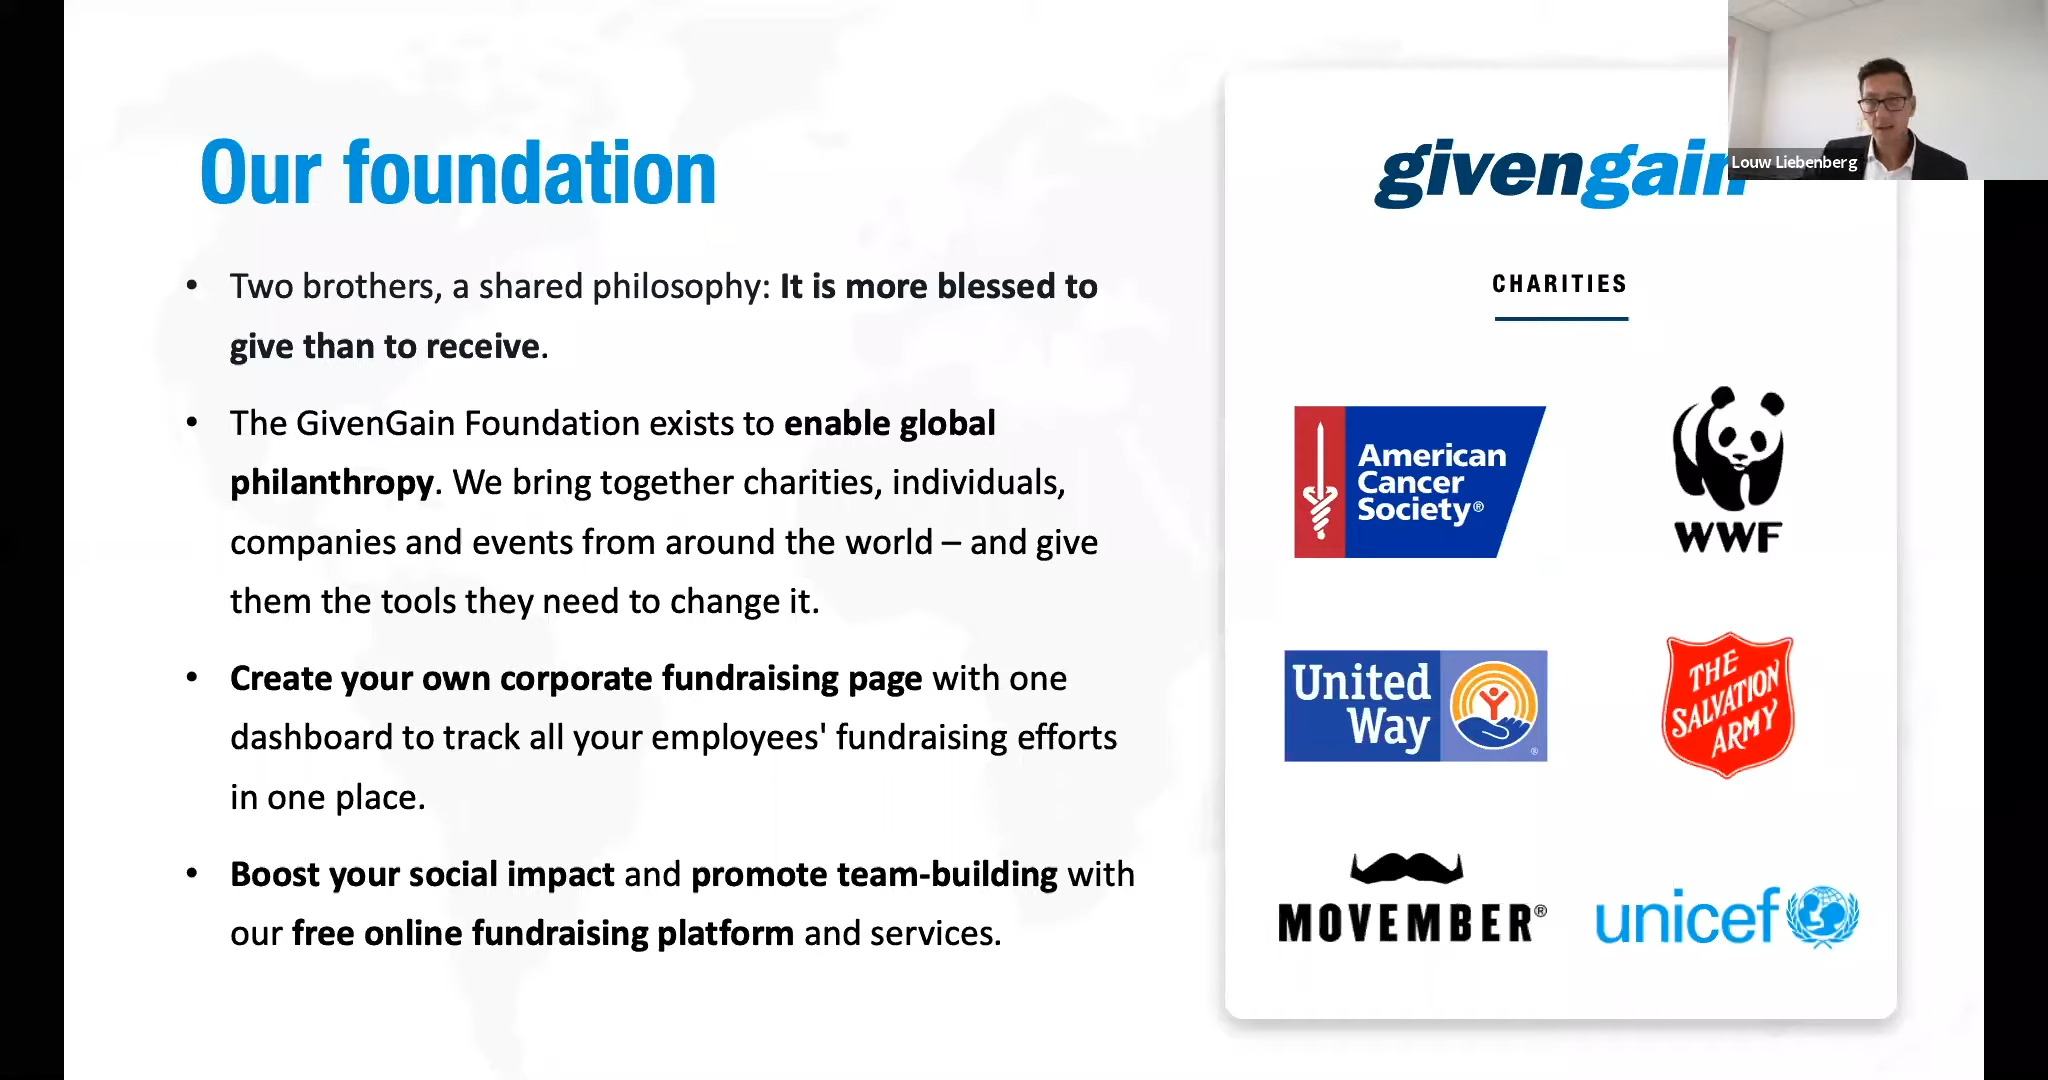 Our foundation
• Two brothers, a shared philosophy: It is more blessed to
give than to receive.
• The GivenGain Foundation exists to enable global
philanthropy. We bring together charities, individuals,
companies and events from around the world – and give
them the tools they need to change it.
• Create your own corporate fundraising page with one
dashboard to track all your employees' fundraising efforts
in one place.
• Boost your social impact and promote team-building with
our free online fundraising platform and services.
givengain
Louw Liebenberg
CHARITIES
American
Cancer
Society®
WWF
United
Way
®
THE
SALVATION
ARMY
MOVEMBER®
unicef